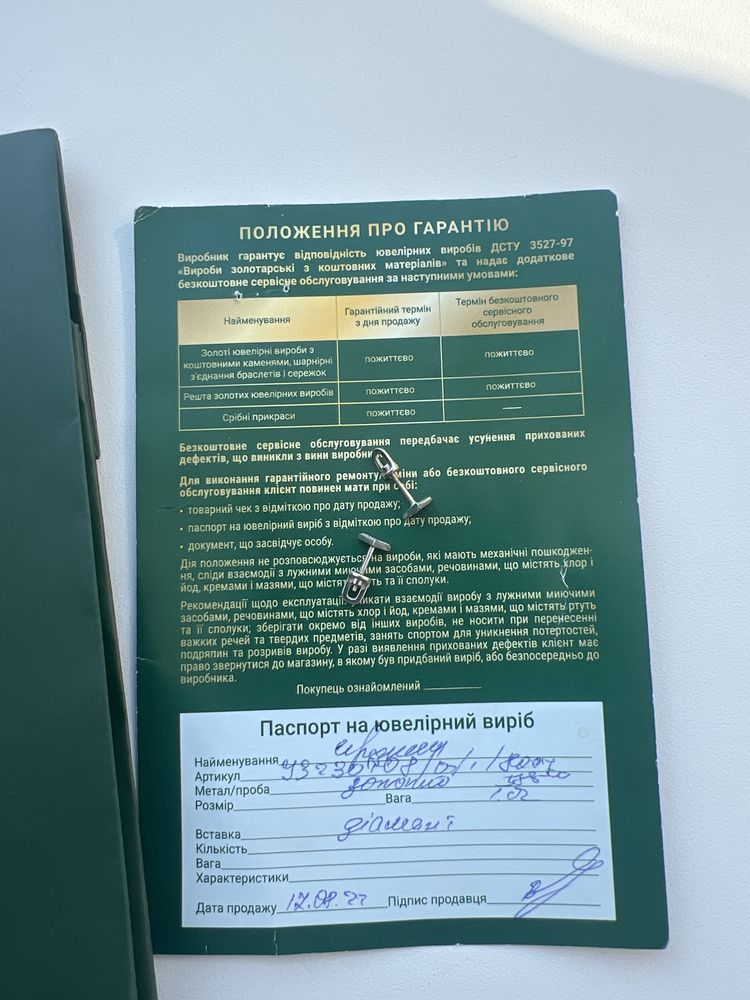 ПОЛОЖЕННЯ ПРО ГАРАНТІЮ
Виробник гарантує відповідність ювелірних виробів ДСТУ 3527-97
«Вироби золотарські з коштовних матеріалів» та надає додаткове
безкоштовне сервісне обслуговування за наступними умовами:
Найменування
Гарантійний термін
з дня продажу
Термін безкоштовного
сервісного
обслуговування
Золоті ювелірні вироби з
коштовними каменями, шарнірні
з'єднання браслетів і сережок
пожиттєво
пожиттєво
Решта золотих ювелірних виробів
пожиттєво
пожиттєво
Срібні прикраси
пожиттєво
—
Безкоштовне сервісне обслуговування передбачає усунення прихованих
дефектів, що виникли з вини
Для виконання гарантійного ремонту, або безкоштовного сервісного
обслуговування клієнт повинен мати при
• товарний чек з відміткою про дату продажу;
• паспорт на ювелірний виріб з відміткою про дату продажу;
• документ, що засвідчує особу.
Дія положення не розповсюджується на вироби, які мають механічні пошкоджен-
ня, сліди взаємодії з лужними засобами, речовинами, що містять хлор і
йод, кремами і мазями, що та її сполуки.
Рекомендації щодо експлуатації: взаємодії виробу з лужними миючими
засобами, речовинами, що містять хлор і йод, кремами і мазями, що містять ртуть
та її сполуки; зберігати окремо від інших виробів, не носити при перенесенні
важких речей та твердих предметів, занять спортом для уникнення потертостей,
подряпин та розривів виробу. У разі виявлення прихованих дефектів клієнт має
право звернутися до магазину, в якому був придбаний виріб, або безпосередньо до
виробника.
Покупець ознайомлений
Паспорт на ювелірний виріб
Найменування
Артикул
Метал/проба золото
Розмір Вага
Вставка діамант
Кількість
Вага
Характеристики
Дата продажу 17.08.22 Підпис продавця